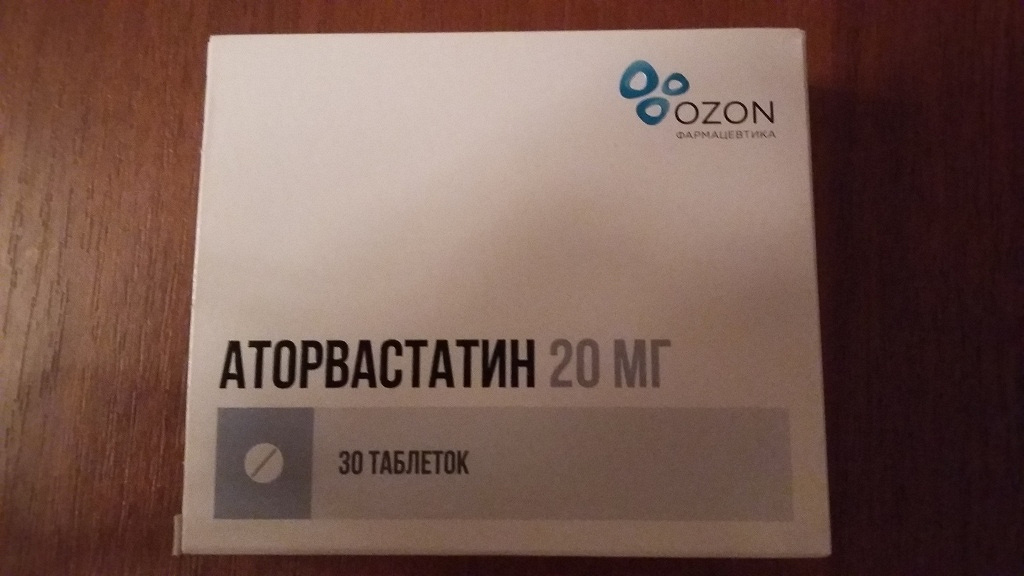 OZON
ФАРМАЦЕВТИКА
АТОРВАСТАТИН 20 МГ
30 ТАБЛЕТОК